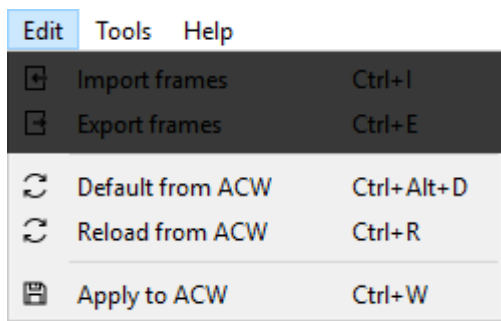 Edit Tools Help
Import frames Ctrl+I
Export frames Ctrl+E
Default from ACW Ctrl+Alt+D
Reload from ACW Ctrl+R
Apply to ACW Ctrl+W